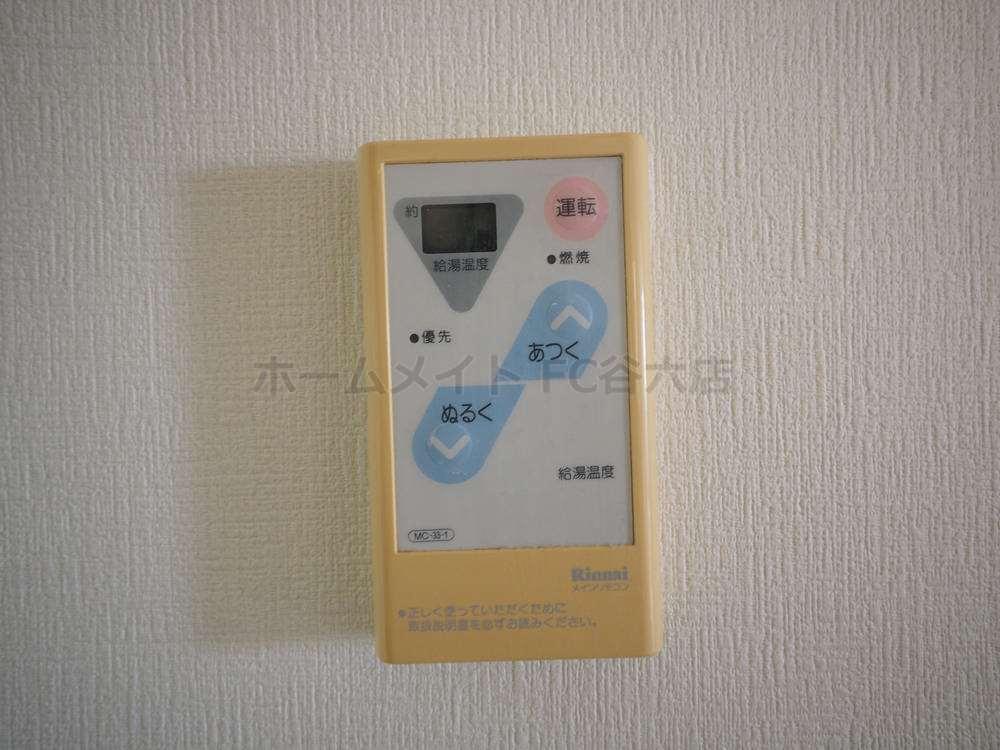 約
運転
給湯温度
●燃焼
●優先
あつく
ホームメイトFC谷六店
ぬるく
給湯温度
MC-33-1
Rinnai
メインリモコン
●正しく使っていただくために
取扱説明書を必ずお読みください。